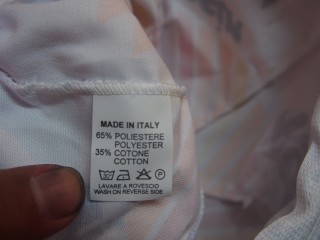 MADE IN ITALY
65% POLIESTERE
POLYESTER
35% COTONE
COTTON
LAVARE A ROVESCIO
WASH ON REVERSE SIDE